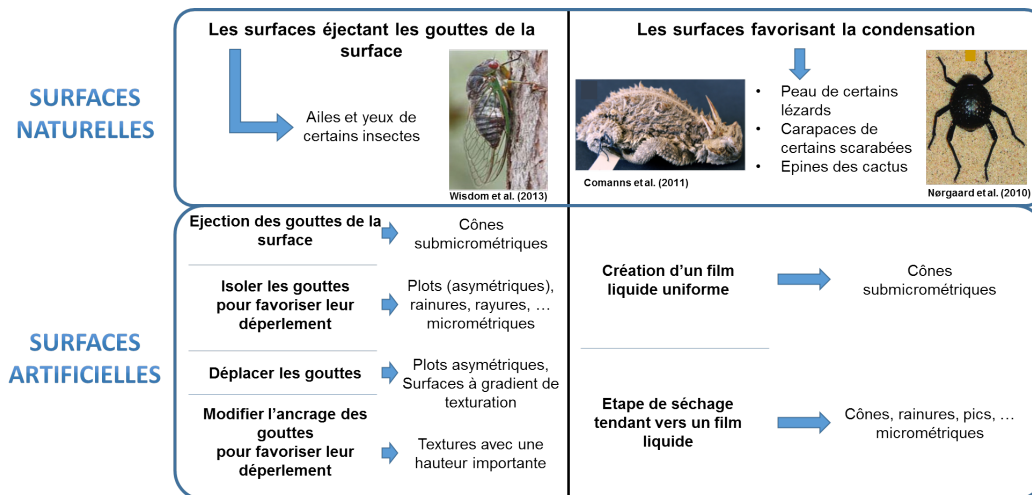 Les surfaces éjectant les gouttes de la
surface
Les surfaces favorisant la condensation
SURFACES
NATURELLES
Ailes et yeux de
certains insectes
Wisdom et al. (2013)
Comanns et al. (2011)
• Peau de certains
lézards
• Carapaces de
certains scarabées
• Epines des cactus
Nørgaard et al. (2010)
SURFACES
ARTIFICIELLES
Ejection des gouttes de la
surface
Cônes
submicrométriques
Isoler les gouttes
pour favoriser leur
déperlement
Plots (asymétriques),
rainures, rayures, …
micrométriques
Déplacer les gouttes
Plots asymétriques,
Surfaces à gradient de
texturation
Modifier l’ancrage des
gouttes
pour favoriser leur
déperlement
Textures avec une
hauteur importante
Création d’un film
liquide uniforme
Cônes
submicrométriques
Etape de séchage
tendant vers un film
liquide
Cônes, rainures, pics, …
micrométriques